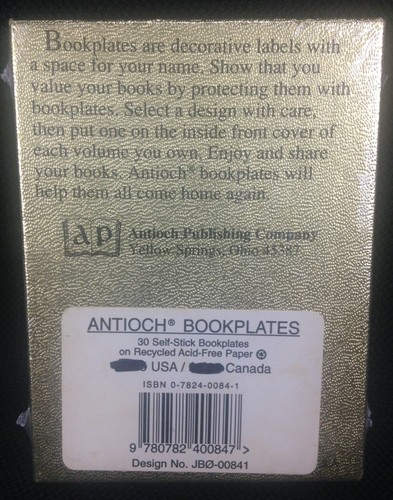 Bookplates are decorative labels with
a space for your name. Show that you
value your books by protecting them with
bookplates. Select a design with care,
then put one on the inside front cover of
each volume you own. Enjoy and share
your books. Antioch® bookplates will
help them all come home again.
ap Antioch Publishing Company
Yellow Springs, Ohio 45387
ANTIOCH® BOOKPLATES
30 Self-Stick Bookplates
on Recycled Acid-Free Paper
USA / Canada
ISBN 0-7824-0084-1
9 780782 400847 >
Design No. JBØ-00841